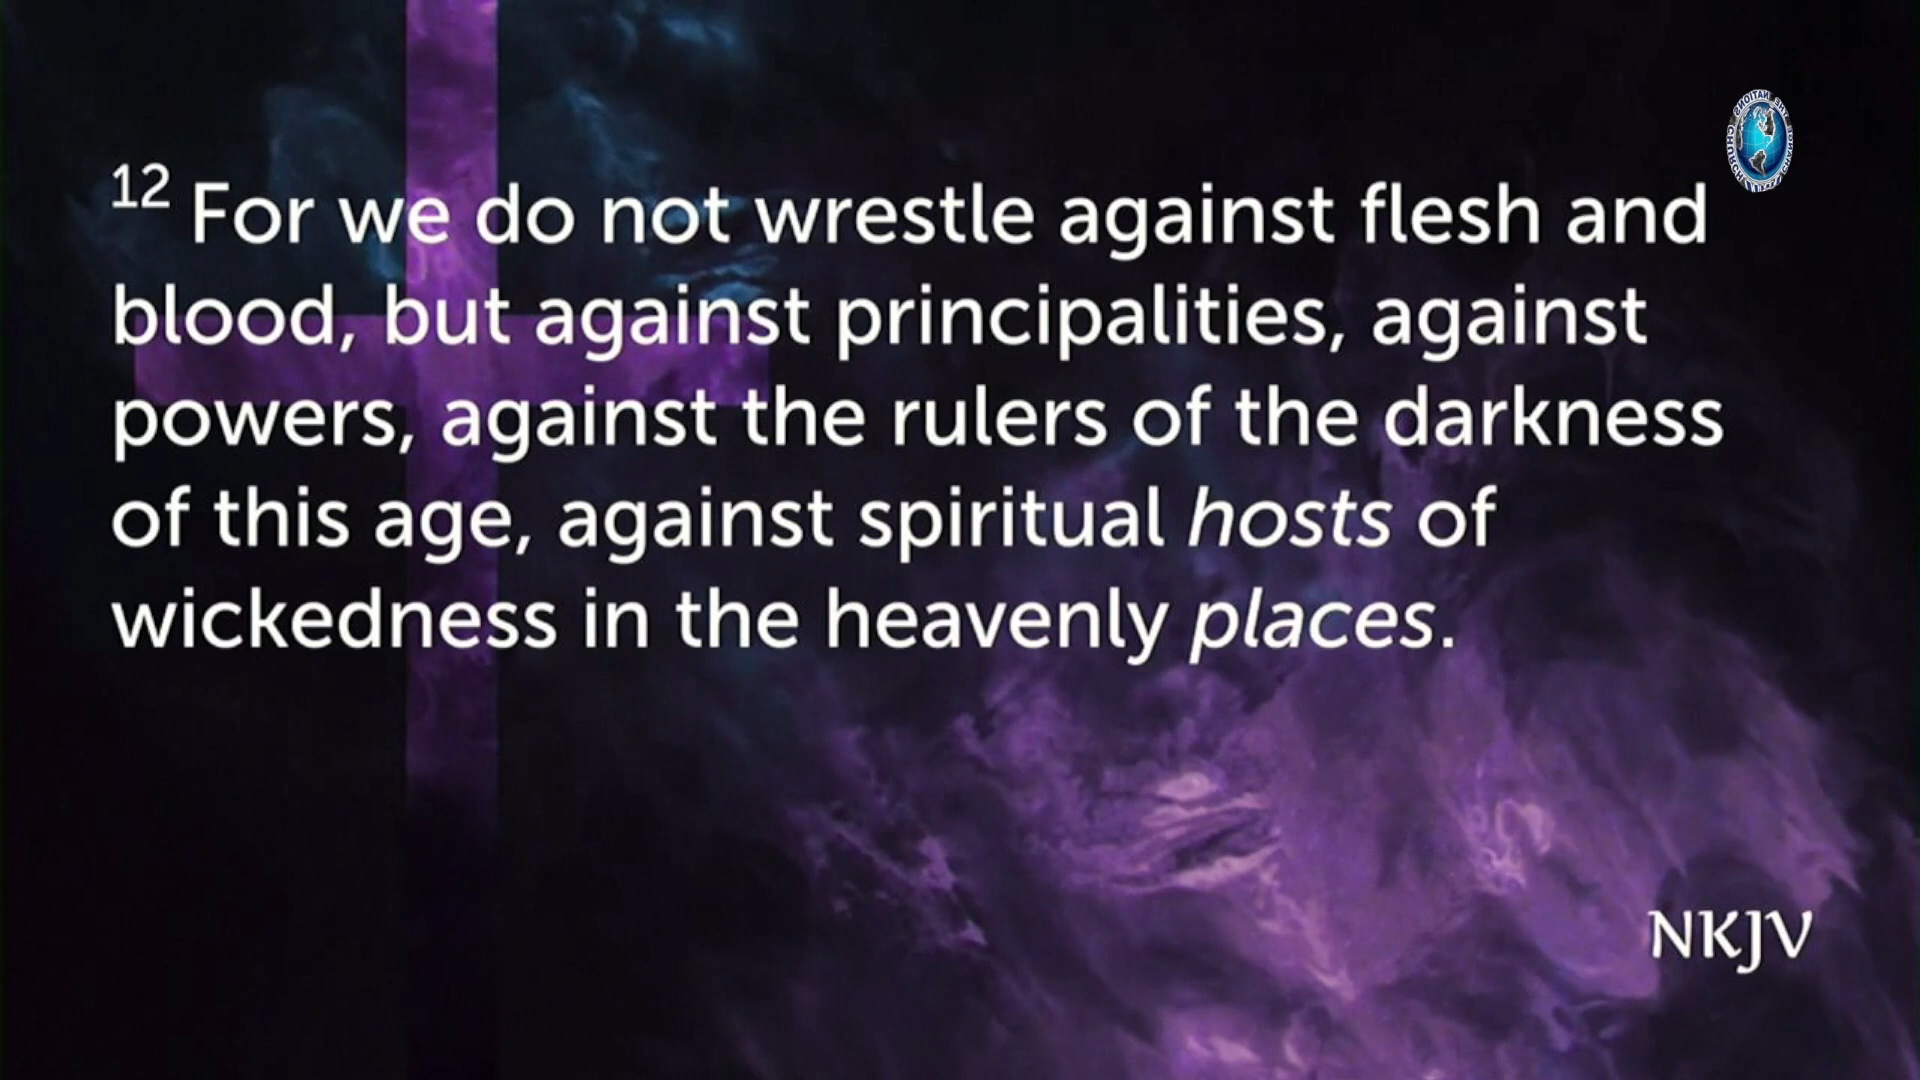 12 For we do not wrestle against flesh and
blood, but against principalities, against
powers, against the rulers of the darkness
of this age, against spiritual hosts of
wickedness in the heavenly places.
NKJV